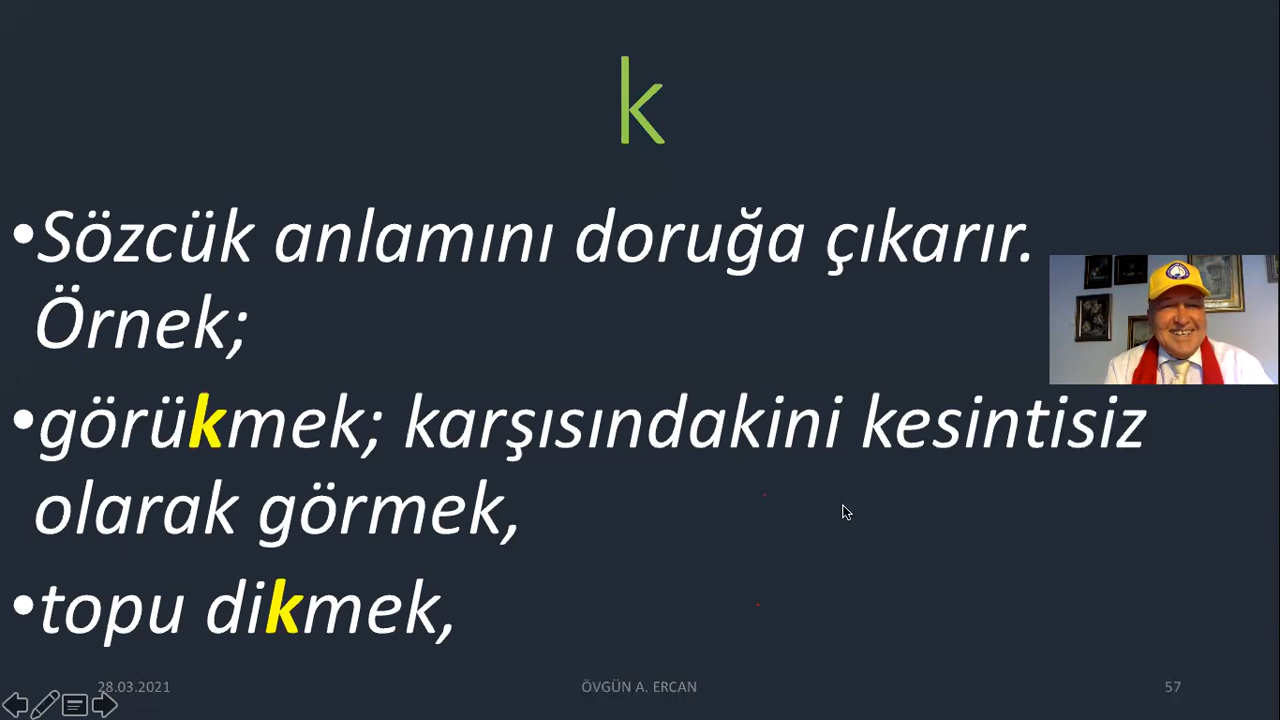 k
•Sözcük anlamını doruğa çıkarır.
Örnek;
•görükmek; karşısındakini kesintisiz
olarak görmek,
•topu dikmek,
28.03.2021
ÖVGÜN A. ERCAN
57